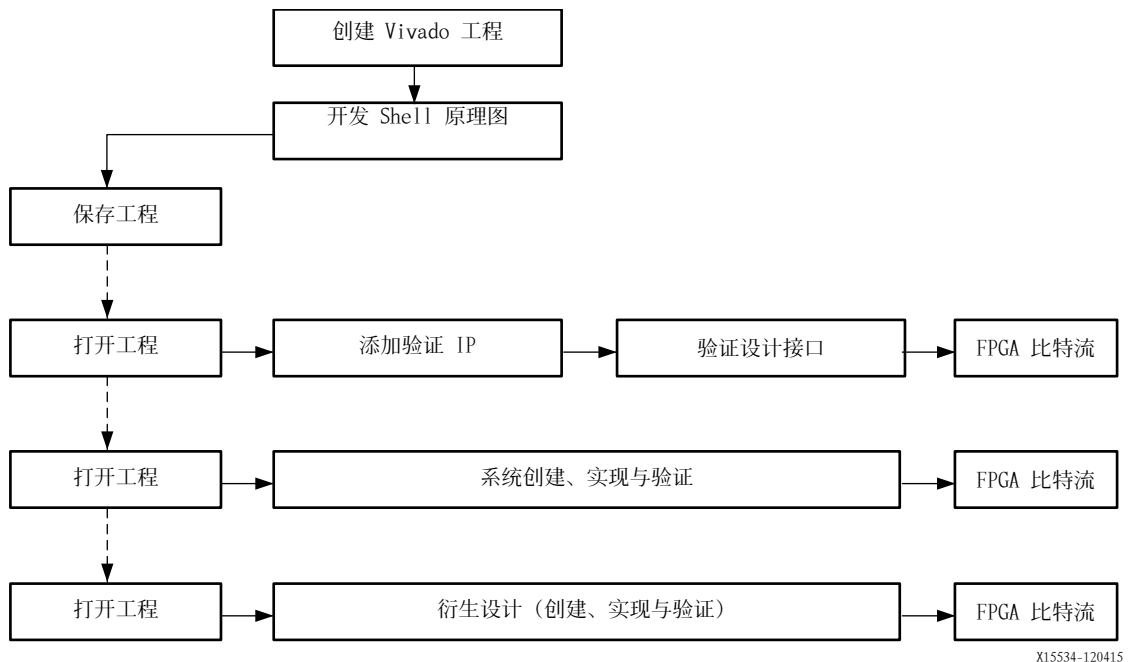 创建 Vivado 工程
开发 Shell 原理图
保存工程
打开工程
添加验证 IP
验证设计接口
FPGA 比特流
打开工程
系统创建、实现与验证
FPGA 比特流
打开工程
衍生设计（创建、实现与验证）
FPGA 比特流
X15534-120415